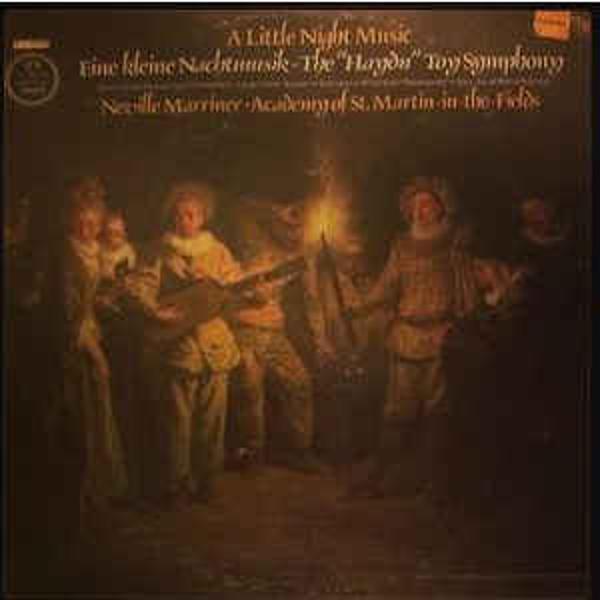 A Little Night Music
Eine kleine Nachtmusik · The "Haydn" Toy Symphony
Neville Marriner · Academy of St. Martin-in-the-Fields